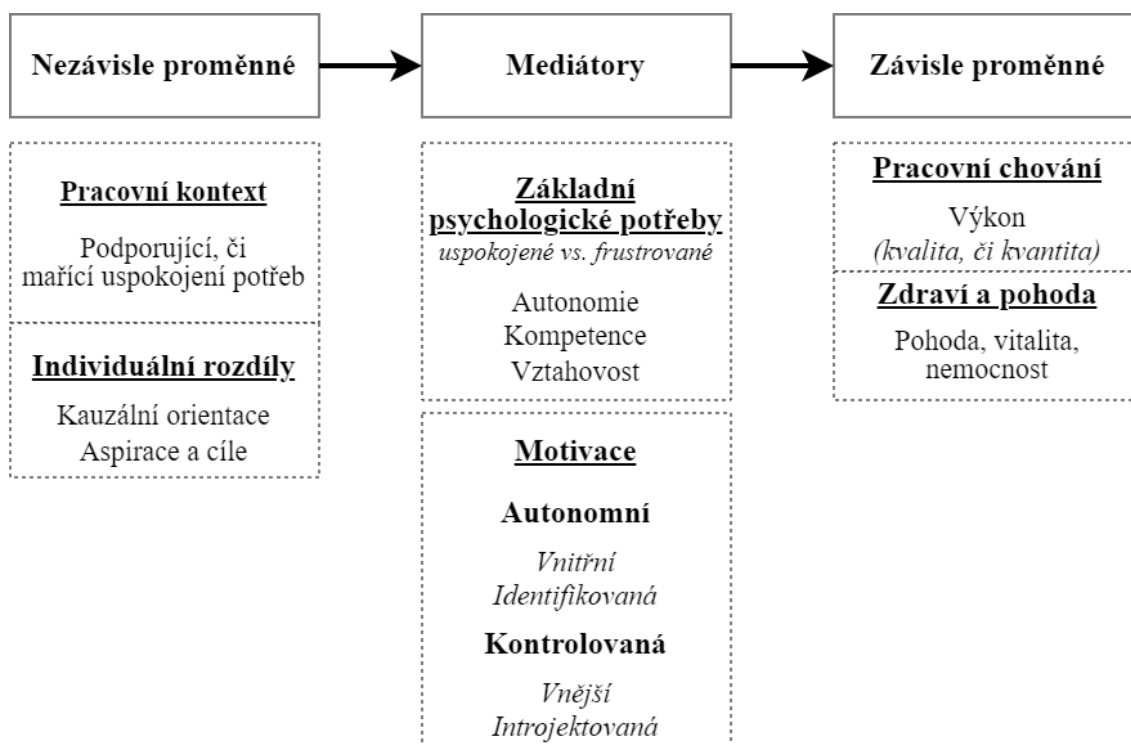 Nezávisle proměnné
Mediátory
Závisle proměnné
Pracovní kontext
Podporující, či
mařící uspokojení potřeb
Individuální rozdíly
Kauzální orientace
Aspirace a cíle
Základní
psychologické potřeby
uspokojené vs. frustrované
Autonomie
Kompetence
Vztahovost
Motivace
Autonomní
Vnitřní
Identifikovaná
Kontrolovaná
Vnější
Introjektovaná
Pracovní chování
Výkon
(kvalita, či kvantita)
Zdraví a pohoda
Pohoda, vitalita,
nemocnost